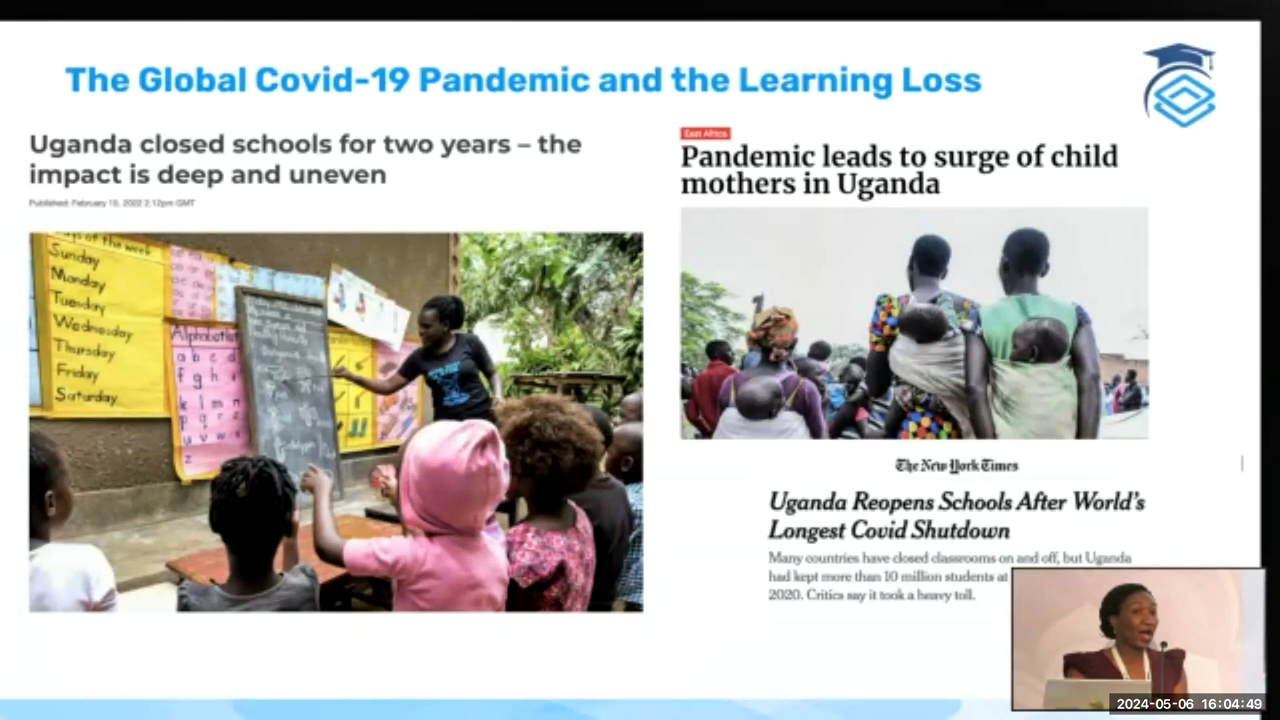 The Global Covid-19 Pandemic and the Learning Loss
Uganda closed schools for two years – the
impact is deep and uneven
Published: February 15, 2022 2.12pm GMT
Sunday
Monday
Tuesday
Wednesday
Thursday
Friday
Saturday
a b c d
f g h
k l m n
p q r s
u v w x
z
East Africa
Pandemic leads to surge of child
mothers in Uganda
The New York Times
Uganda Reopens Schools After World's
Longest Covid Shutdown
Many countries have closed classrooms on and off, but Uganda
had kept more than 10 million students at
2020. Critics say it took a heavy toll.
2024-05-06 16:04:49